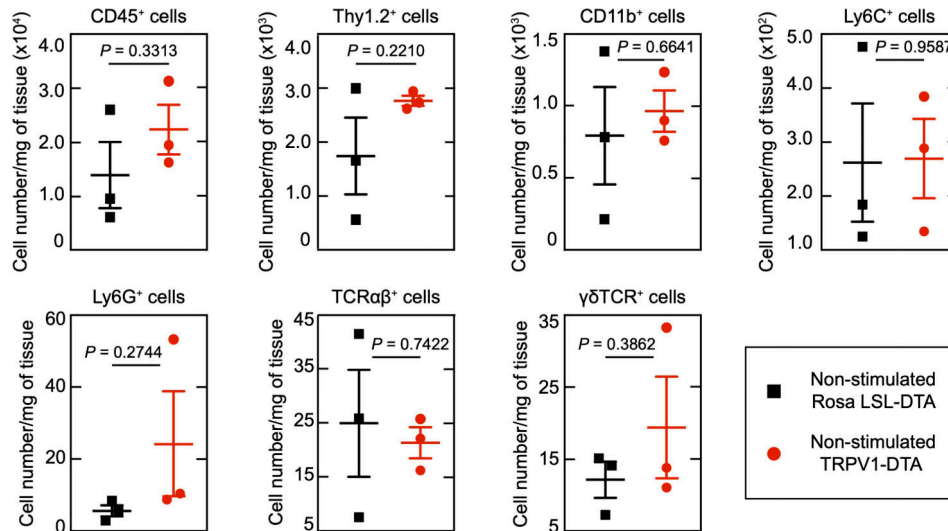 CD45⁺ cells
Cell number/mg of tissue (x10⁴)
4.0
3.0
2.0
1.0
0
P = 0.3313
Thy1.2⁺ cells
Cell number/mg of tissue (x10³)
4.0
3.0
2.0
1.0
0
P = 0.2210
CD11b⁺ cells
Cell number/mg of tissue (x10³)
1.5
1.0
0.5
0
P = 0.6641
Ly6C⁺ cells
Cell number/mg of tissue (x10²)
5.0
4.0
3.0
2.0
1.0
P = 0.9587
Ly6G⁺ cells
Cell number/mg of tissue
60
40
20
0
P = 0.2744
TCRαβ⁺ cells
Cell number/mg of tissue
45
35
25
15
5
P = 0.7422
γδTCR⁺ cells
Cell number/mg of tissue
35
25
15
5
P = 0.3862
Non-stimulated
Rosa LSL-DTA
Non-stimulated
TRPV1-DTA